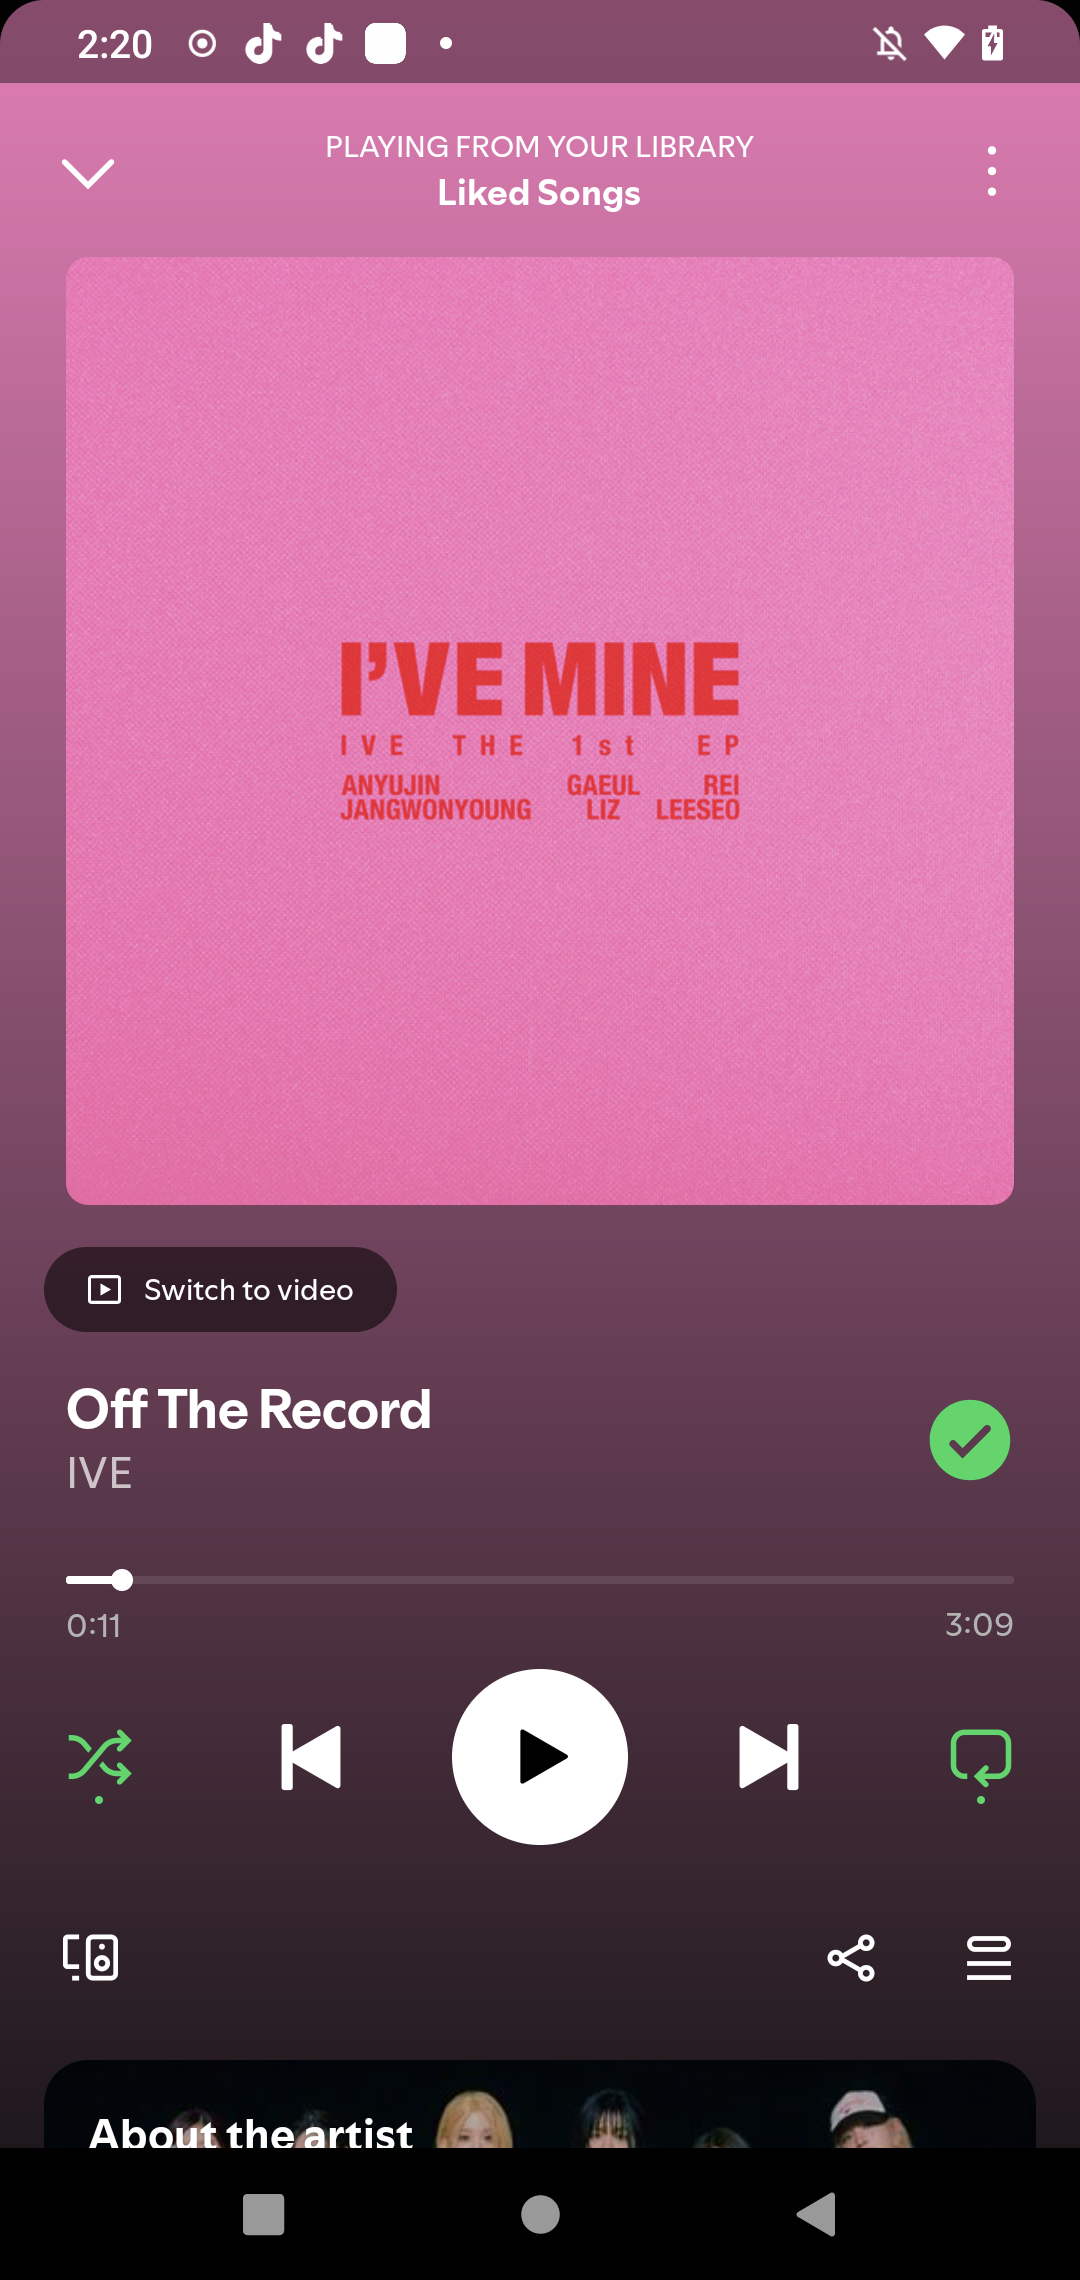 2:20
PLAYING FROM YOUR LIBRARY
Liked Songs
I'VE MINE
IVE THE 1st EP
ANYUJIN GAEUL REI
JANGWONYOUNG LIZ LEESEO
Switch to video
Off The Record
IVE
0:11
3:09
About the artist